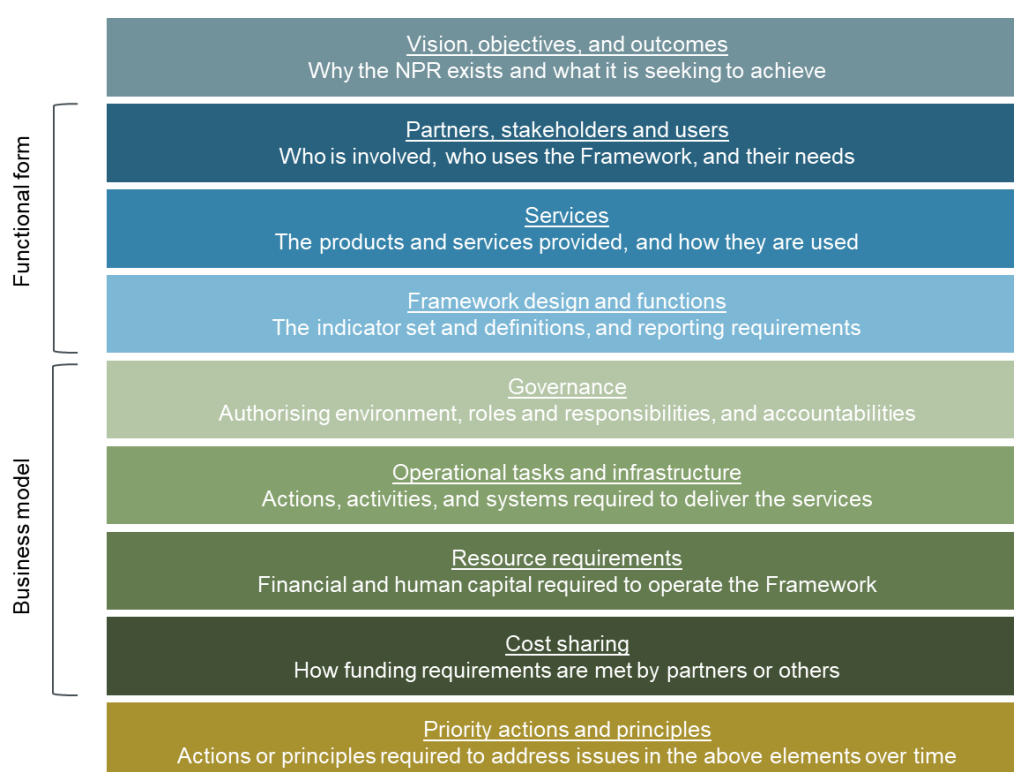 Vision, objectives, and outcomes
Why the NPR exists and what it is seeking to achieve
Functional form
Partners, stakeholders and users
Who is involved, who uses the Framework, and their needs
Services
The products and services provided, and how they are used
Framework design and functions
The indicator set and definitions, and reporting requirements
Business model
Governance
Authorising environment, roles and responsibilities, and accountabilities
Operational tasks and infrastructure
Actions, activities, and systems required to deliver the services
Resource requirements
Financial and human capital required to operate the Framework
Cost sharing
How funding requirements are met by partners or others
Priority actions and principles
Actions or principles required to address issues in the above elements over time